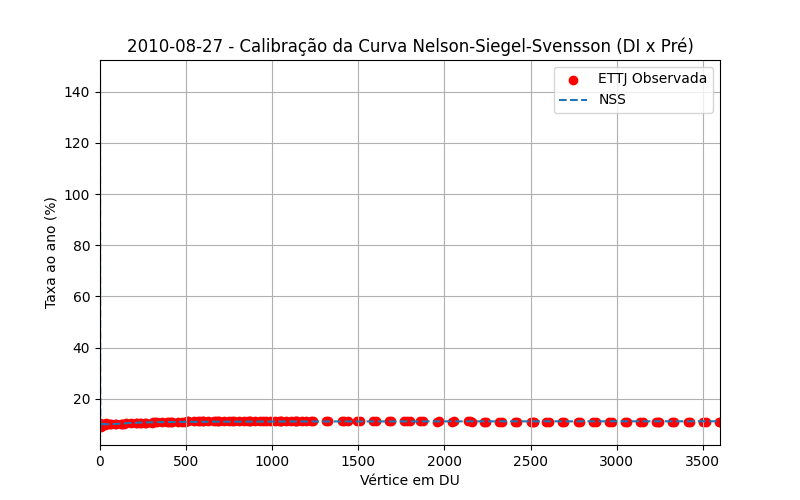 2010-08-27 - Calibração da Curva Nelson-Siegel-Svensson (DI x Pré)
ETTJ Observada
NSS
Taxa ao ano (%)
140
120
100
80
60
40
20
0 500 1000 1500 2000 2500 3000 3500
Vértice em DU